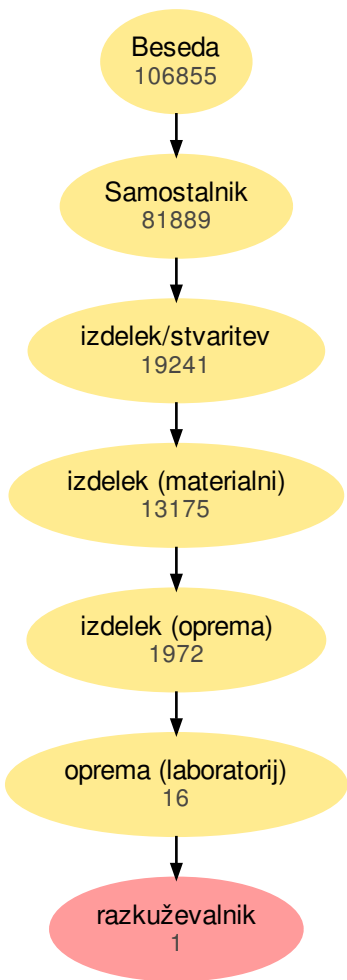 Beseda
106855
Samostalnik
81889
izdelek/stvaritev
19241
izdelek (materialni)
13175
izdelek (oprema)
1972
oprema (laboratorij)
16
razkuževalnik
1